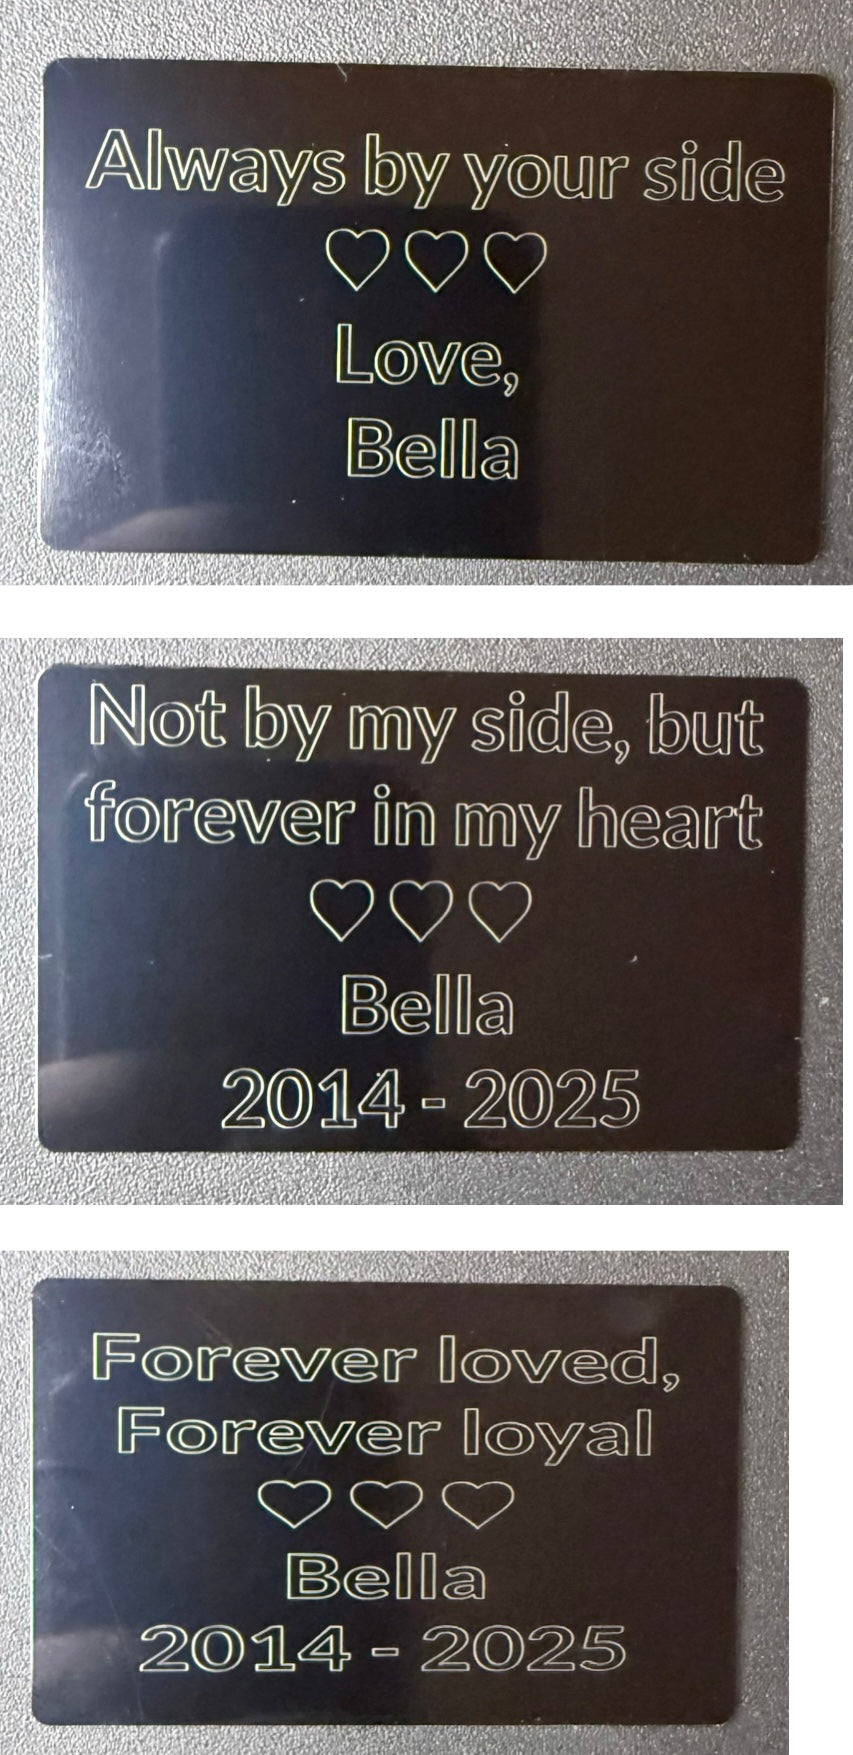 Always by your side
♡♡♡
Love,
Bella
Not by my side, but
forever in my heart
♡♡♡
Bella
2014 - 2025
Forever loved,
Forever loyal
♡♡♡
Bella
2014 - 2025